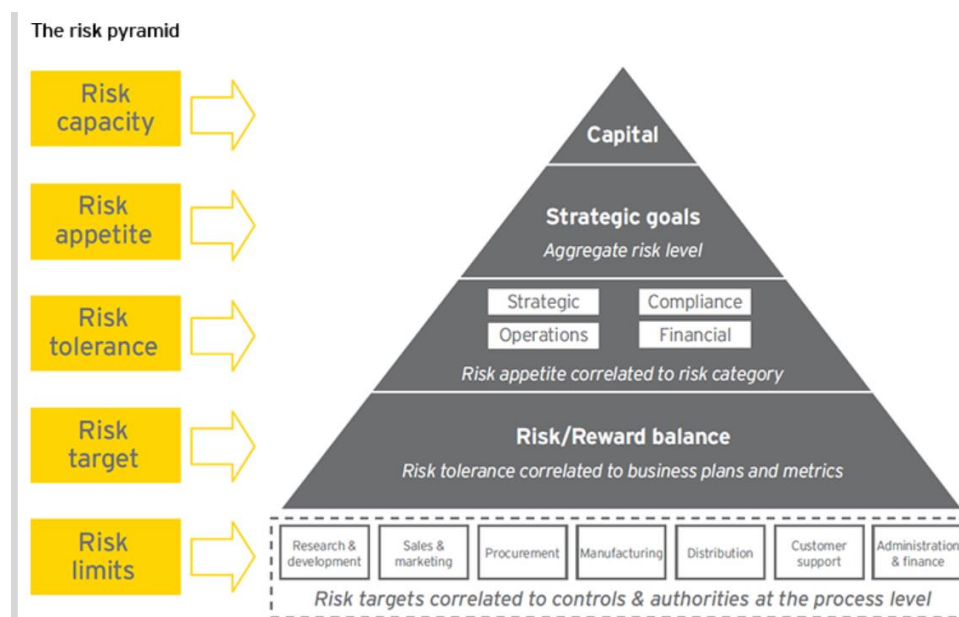 The risk pyramid
Risk
capacity
Capital
Risk
appetite
Strategic goals
Aggregate risk level
Risk
tolerance
Strategic
Compliance
Operations
Financial
Risk appetite correlated to risk category
Risk
target
Risk/Reward balance
Risk tolerance correlated to business plans and metrics
Risk
limits
Research &
development
Sales &
marketing
Procurement
Manufacturing
Distribution
Customer
support
Administration
& finance
Risk targets correlated to controls & authorities at the process level